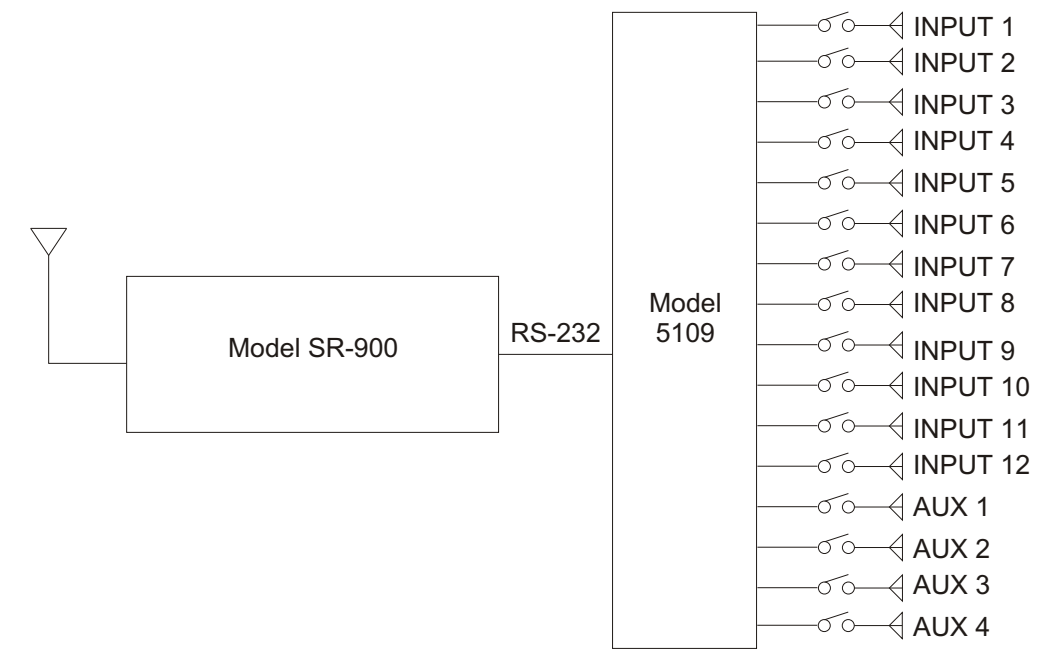 INPUT 1
INPUT 2
INPUT 3
INPUT 4
INPUT 5
INPUT 6
INPUT 7
INPUT 8
INPUT 9
INPUT 10
INPUT 11
INPUT 12
AUX 1
AUX 2
AUX 3
AUX 4
Model
5109
RS-232
Model SR-900